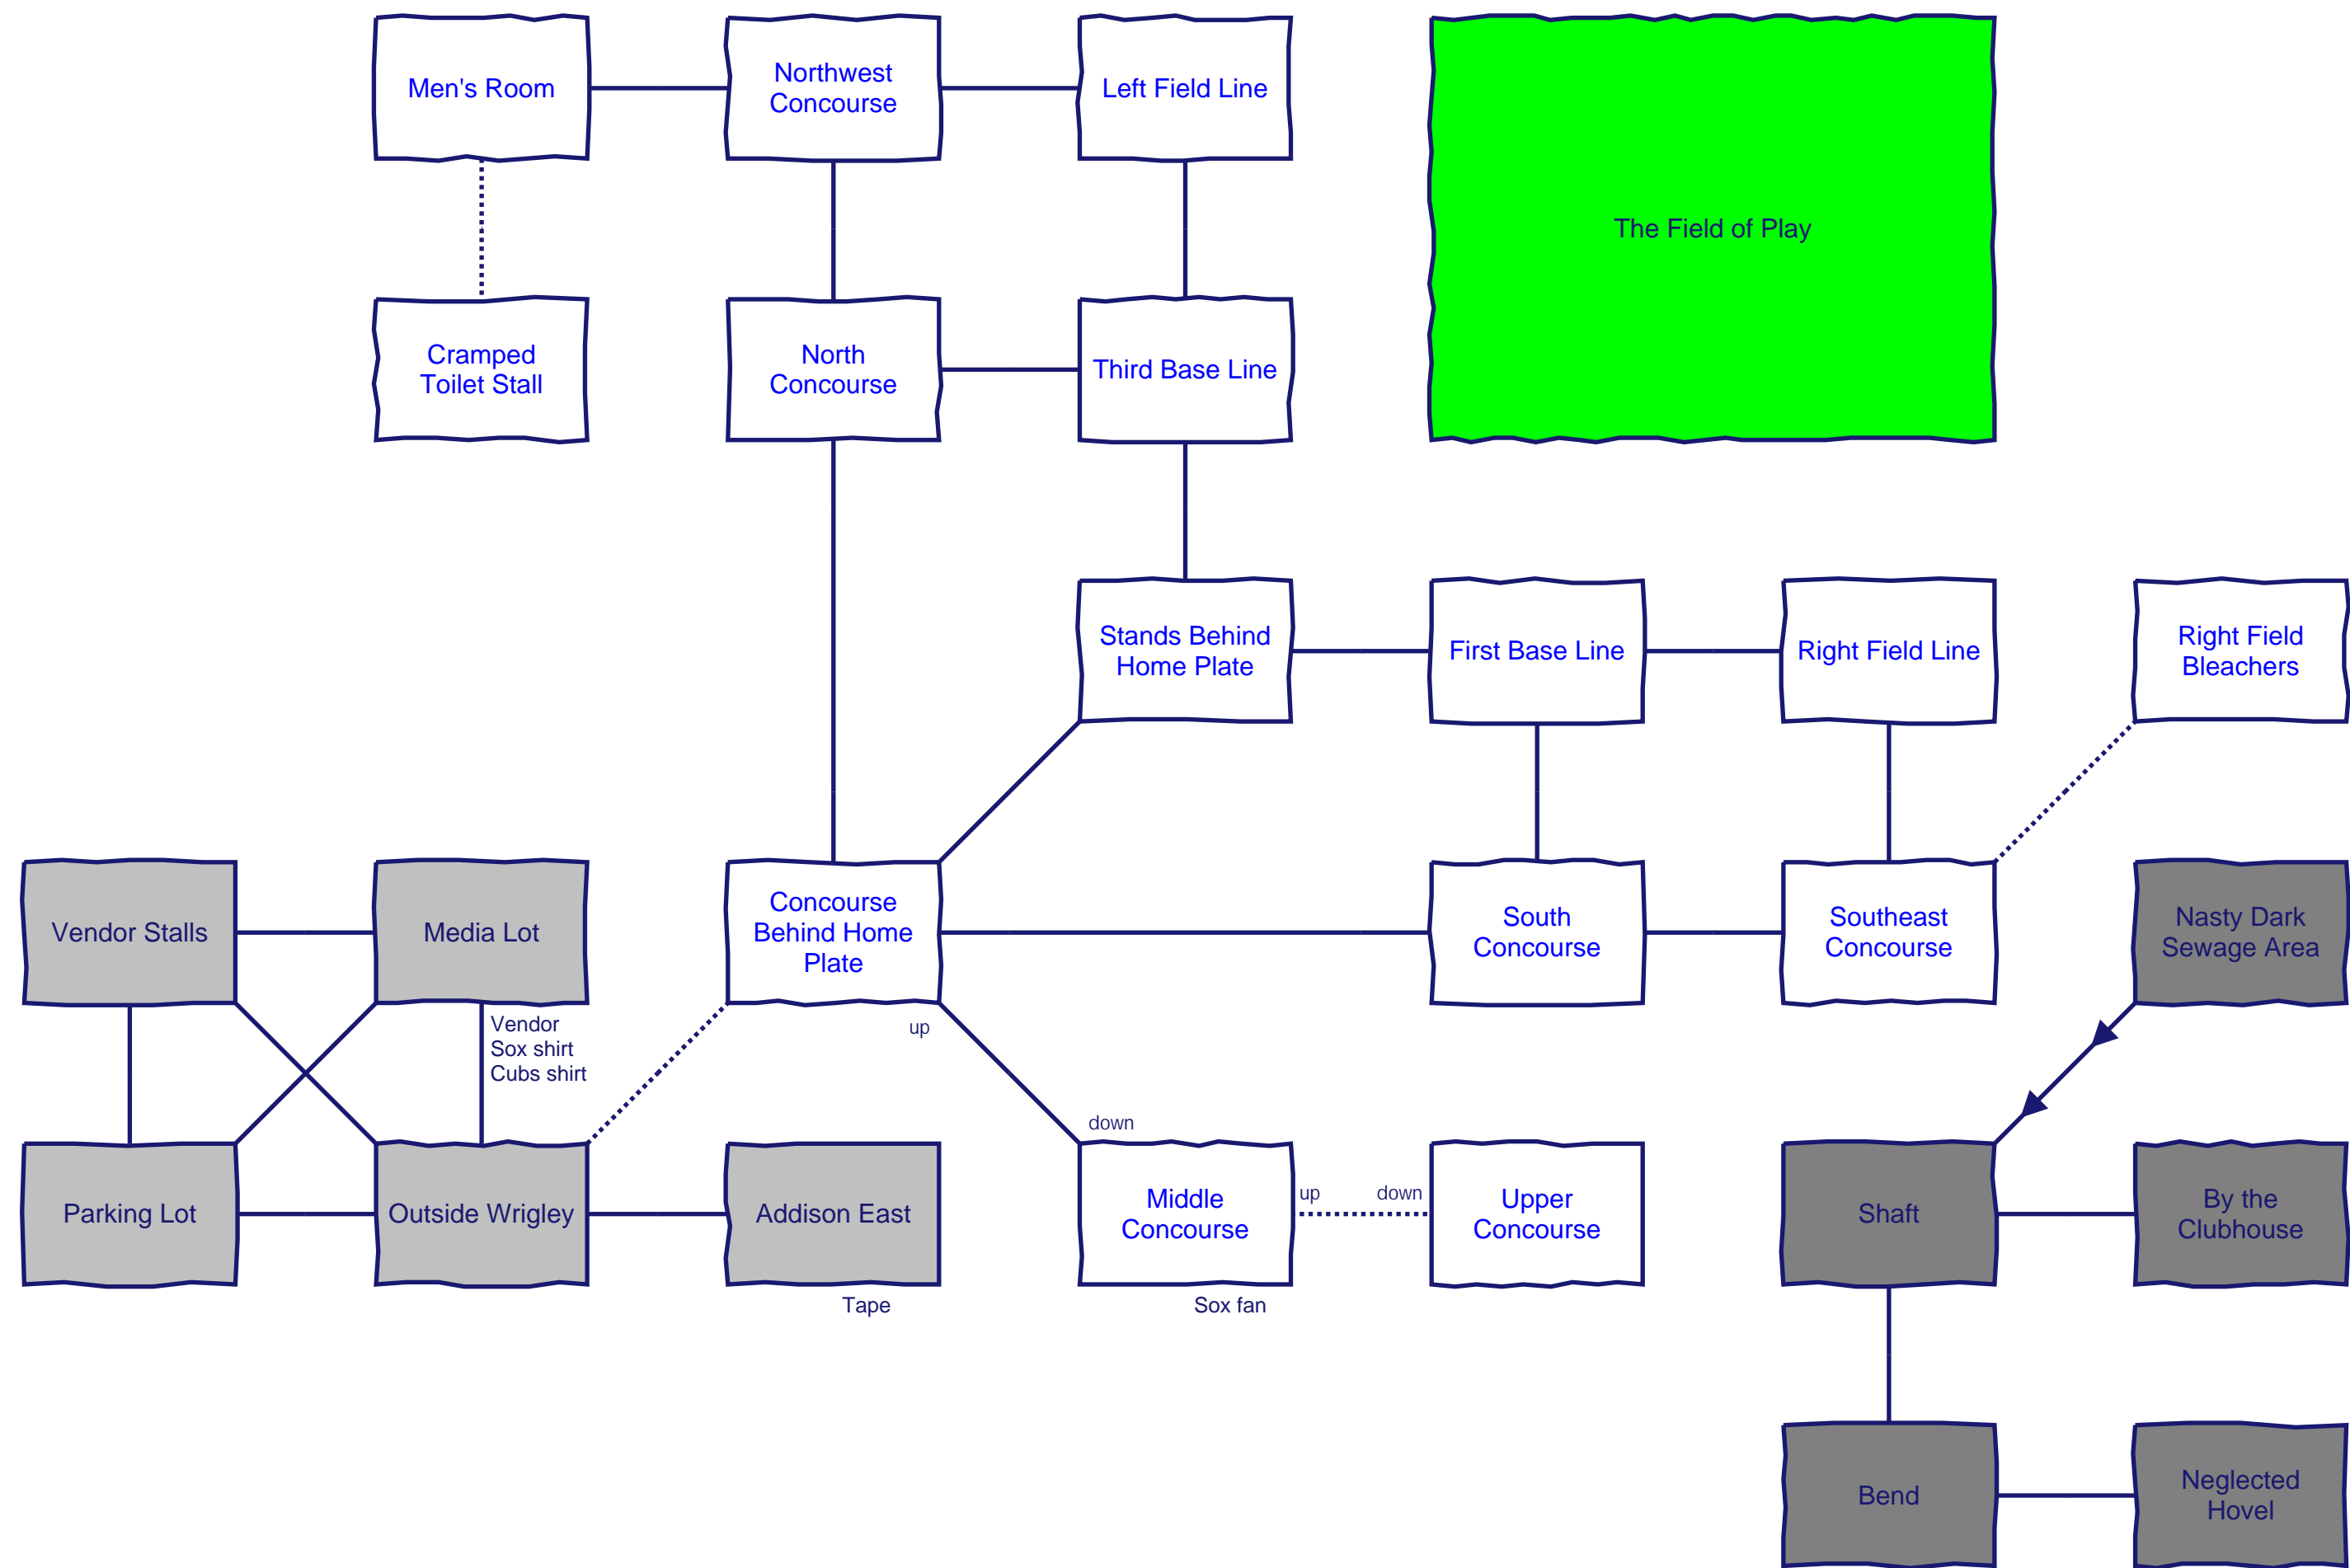 Men's Room
Northwest
Concourse
Left Field Line
The Field of Play
Cramped
Toilet Stall
North
Concourse
Third Base Line
Stands Behind
Home Plate
First Base Line
Right Field Line
Right Field
Bleachers
Vendor Stalls
Media Lot
Concourse
Behind Home
Plate
South
Concourse
Southeast
Concourse
Nasty Dark
Sewage Area
Vendor
Sox shirt
Cubs shirt
up
down
Parking Lot
Outside Wrigley
Addison East
Middle
Concourse
up
down
Upper
Concourse
Shaft
By the
Clubhouse
Tape
Sox fan
Bend
Neglected
Hovel